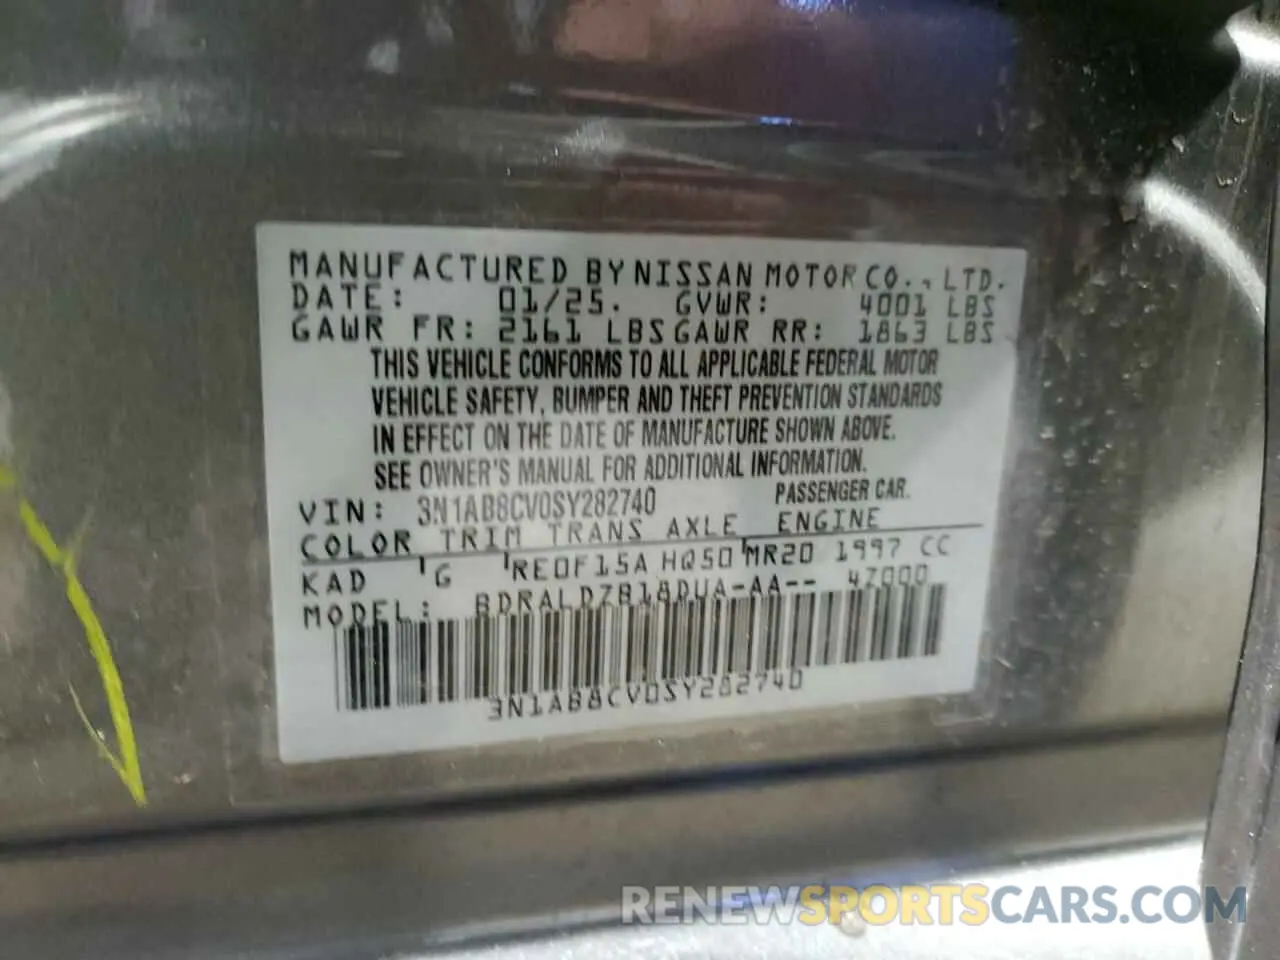 MANUFACTURED BY NISSAN MOTOR CO., LTD.
DATE: 01/25. GVWR: 4001 LBS
GAWR FR: 2161 LBS GAWR RR: 1863 LBS
THIS VEHICLE CONFORMS TO ALL APPLICABLE FEDERAL MOTOR
VEHICLE SAFETY, BUMPER AND THEFT PREVENTION STANDARDS
IN EFFECT ON THE DATE OF MANUFACTURE SHOWN ABOVE.
SEE OWNER'S MANUAL FOR ADDITIONAL INFORMATION.
VIN: 3N1AB8CV0SY282740 PASSENGER CAR.
COLOR TRIM TRANS AXLE ENGINE
KAD G RE0F15A HQ50 MR20 1997 CC
MODEL: BDRALDZB18DUA-AA-- 47000
3N1AB8CV0SY282740
RENEWSPORTSCARS.COM